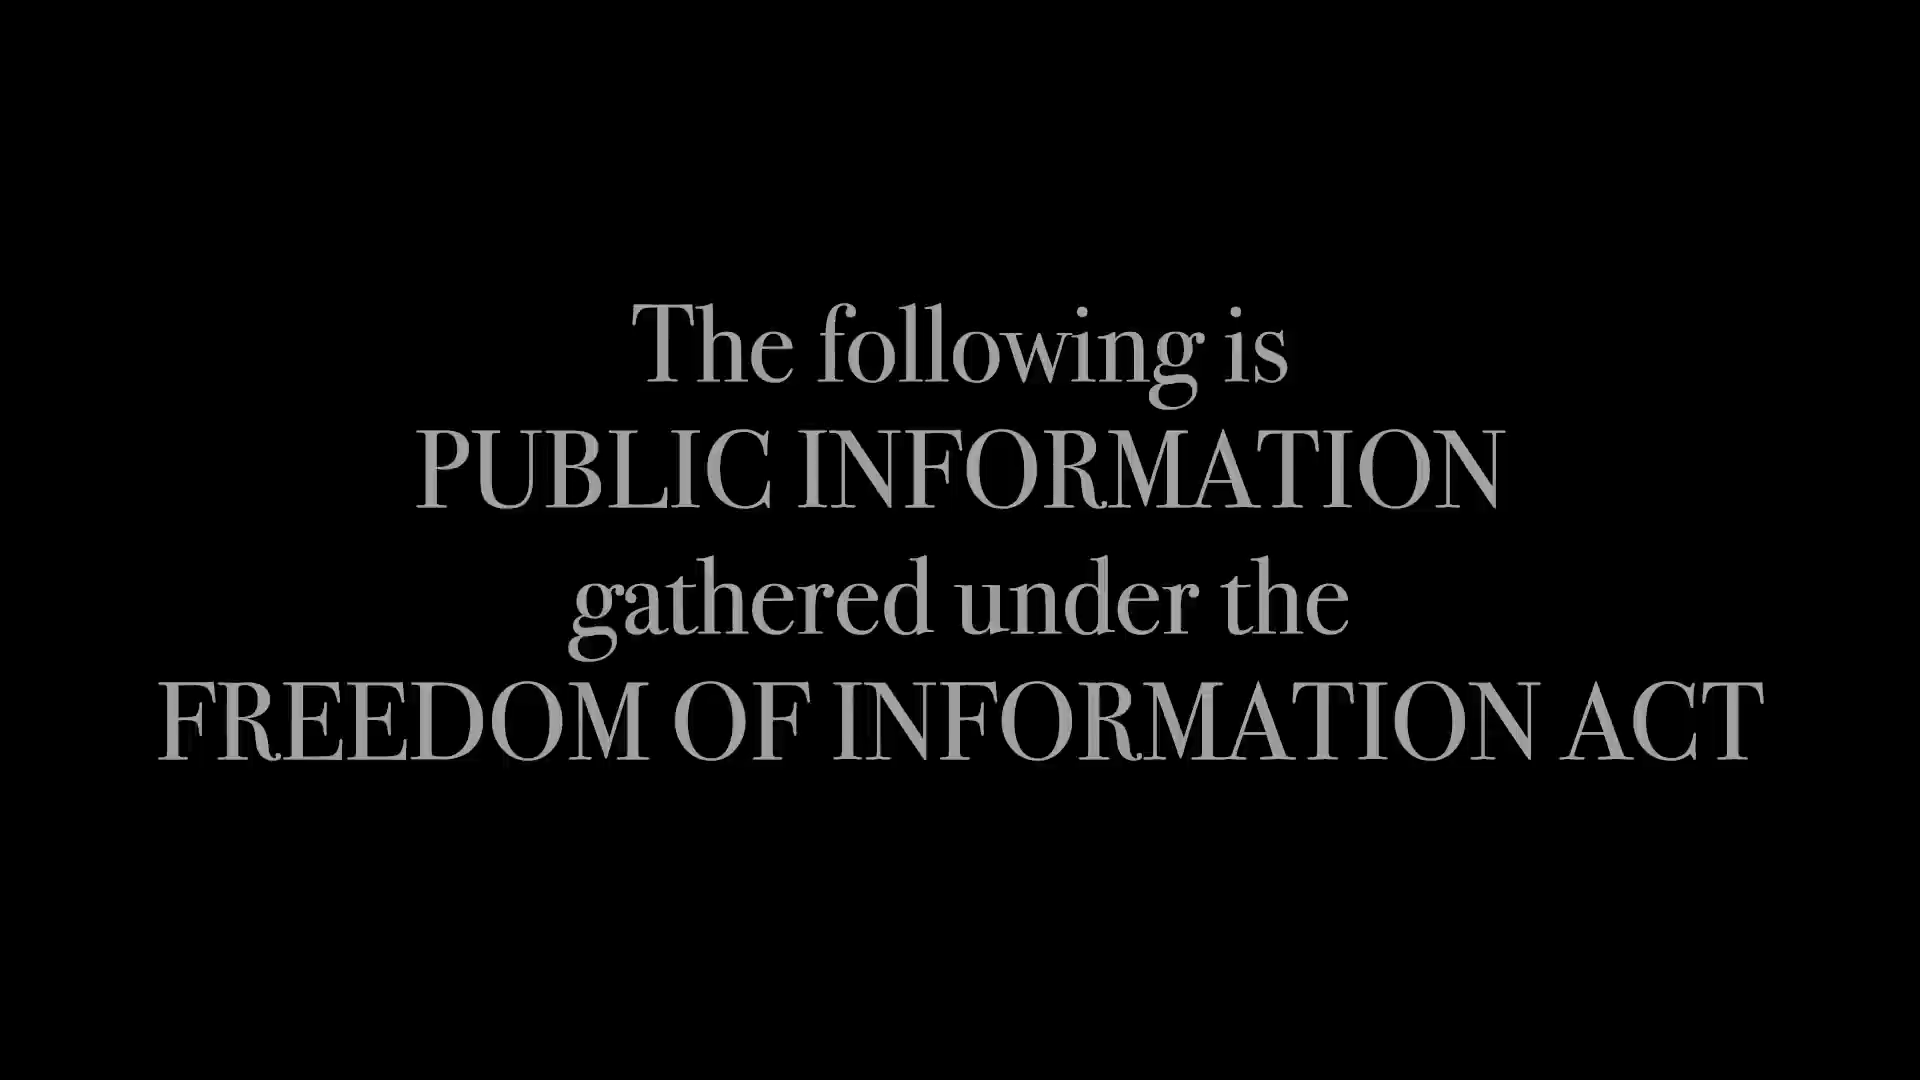 The following is
PUBLIC INFORMATION
gathered under the
FREEDOM OF INFORMATION ACT